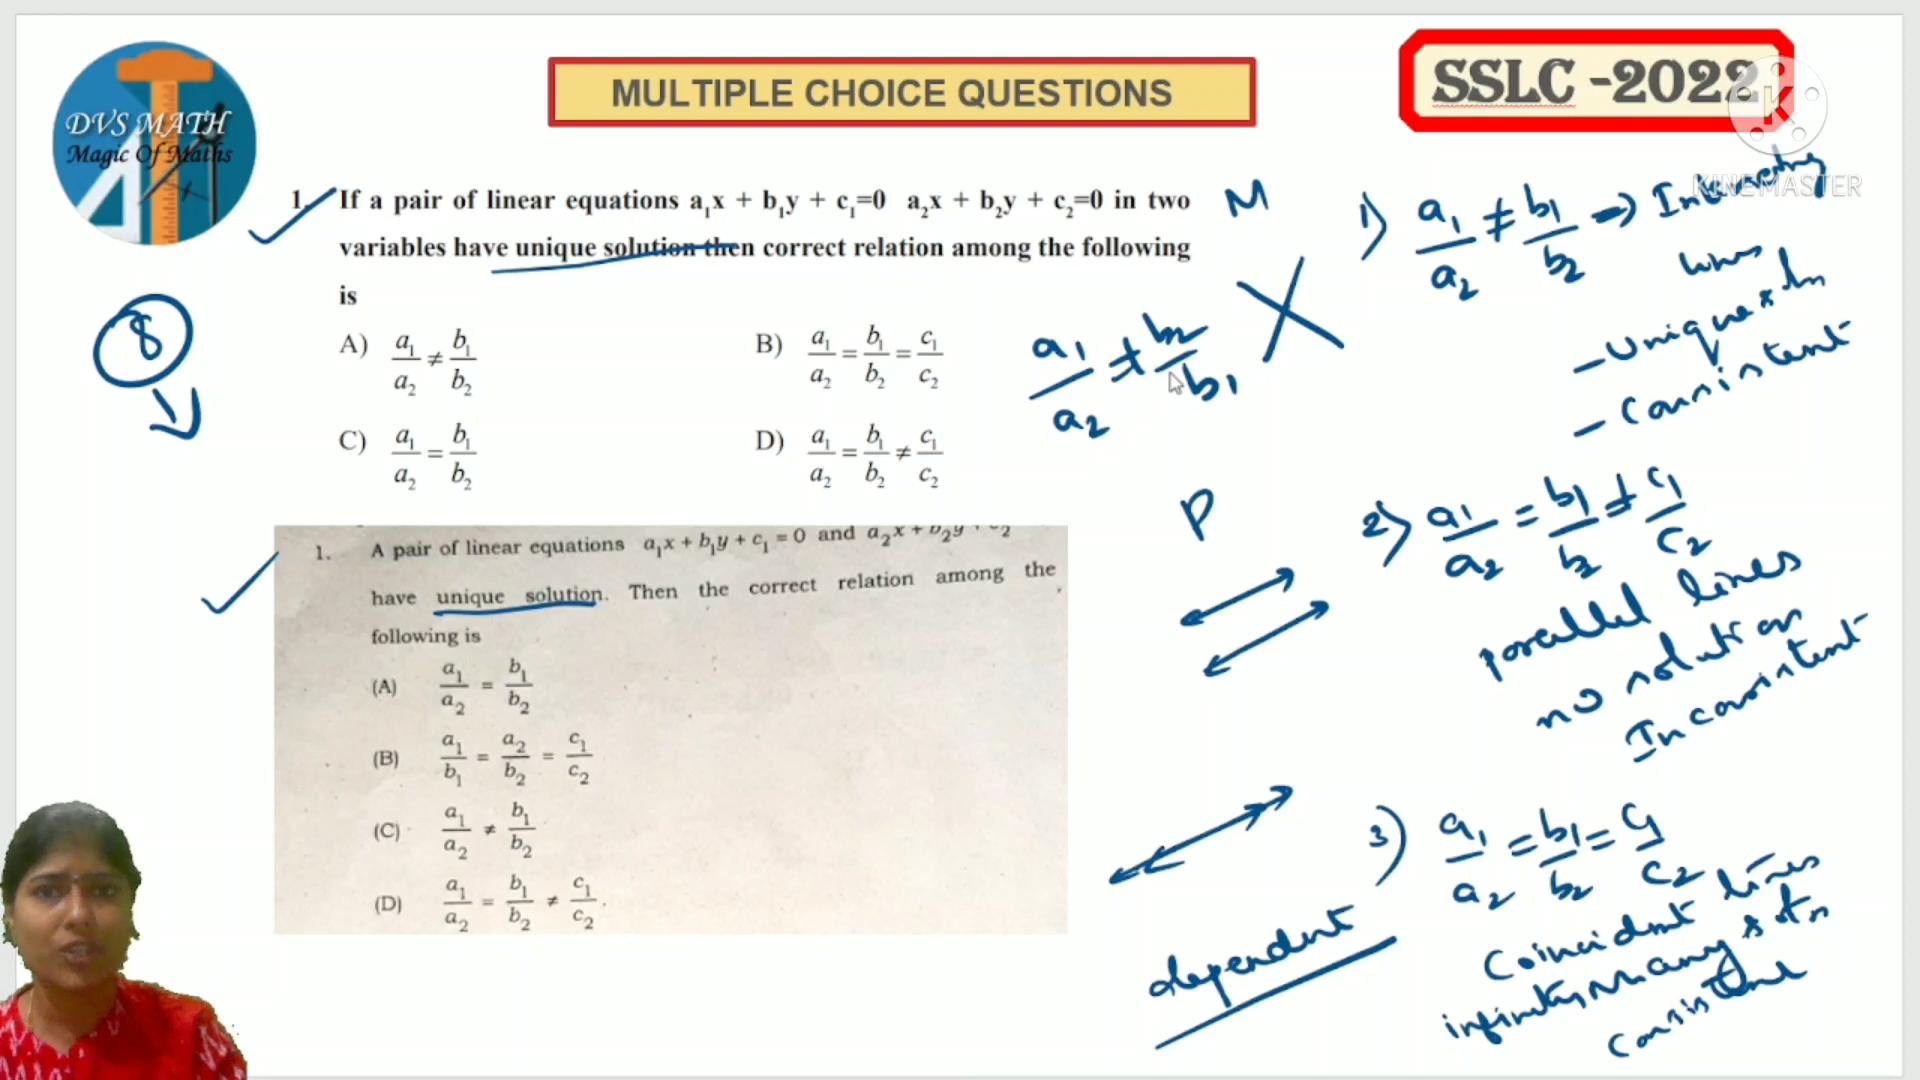 DVS MATH
Magic Of Maths
MULTIPLE CHOICE QUESTIONS
SSLC -2022
KINEMASTER
1. If a pair of linear equations a₁x + b₁y + c₁=0 a₂x + b₂y + c₂=0 in two
variables have unique solution then correct relation among the following
is
A) a₁/a₂ ≠ b₁/b₂
B) a₁/a₂ = b₁/b₂ = c₁/c₂
C) a₁/a₂ = b₁/b₂
D) a₁/a₂ = b₁/b₂ ≠ c₁/c₂
8
1. A pair of linear equations a₁x + b₁y + c₁ = 0 and a₂x + b₂y + c₂
have unique solution. Then the correct relation among the
following is
(A) a₁/a₂ = b₁/b₂
(B) a₁/b₁ = a₂/b₂ = c₁/c₂
(C) a₁/a₂ ≠ b₁/b₂
(D) a₁/a₂ = b₁/b₂ ≠ c₁/c₂.
M
a₁/a₂ ≠ b₂/b₁
1) a₁/a₂ ≠ b₁/b₂ → Intersecting
lines
- Unique
- Consistent
P
2) a₁/a₂ = b₁/b₂ ≠ c₁/c₂
parallel lines
no solution
Inconsistent
3) a₁/a₂ = b₁/b₂ = c₁/c₂
Coincident lines
infinitely many
consistent
dependent